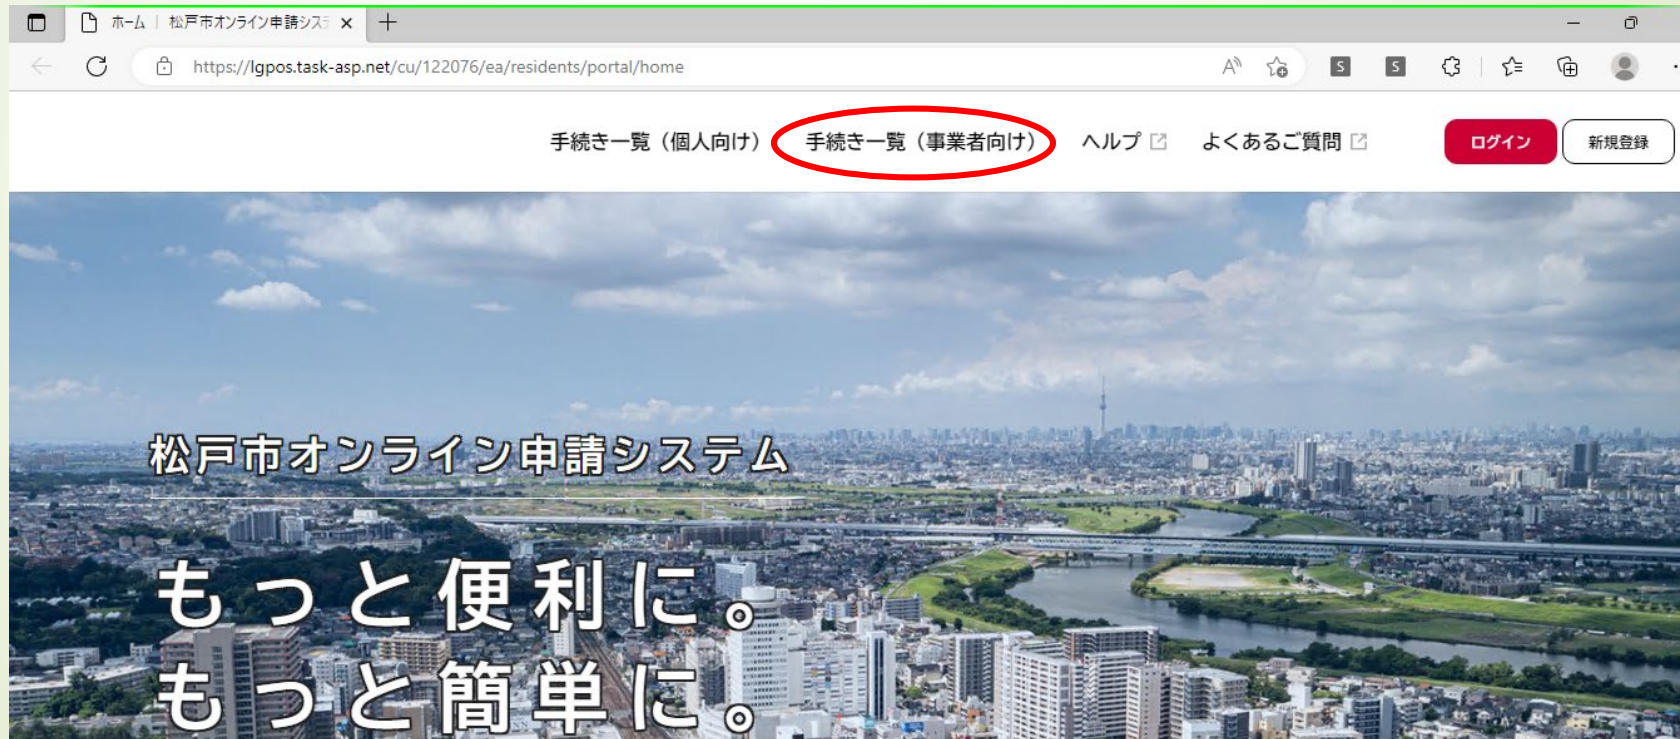 ホーム | 松戸市オンライン申請シス
https://lgpos.task-asp.net/cu/122076/ea/residents/portal/home
手続き一覧（個人向け） 手続き一覧（事業者向け） ヘルプ よくあるご質問 ログイン 新規登録
松戸市オンライン申請システム
もっと便利に。
もっと簡単に。